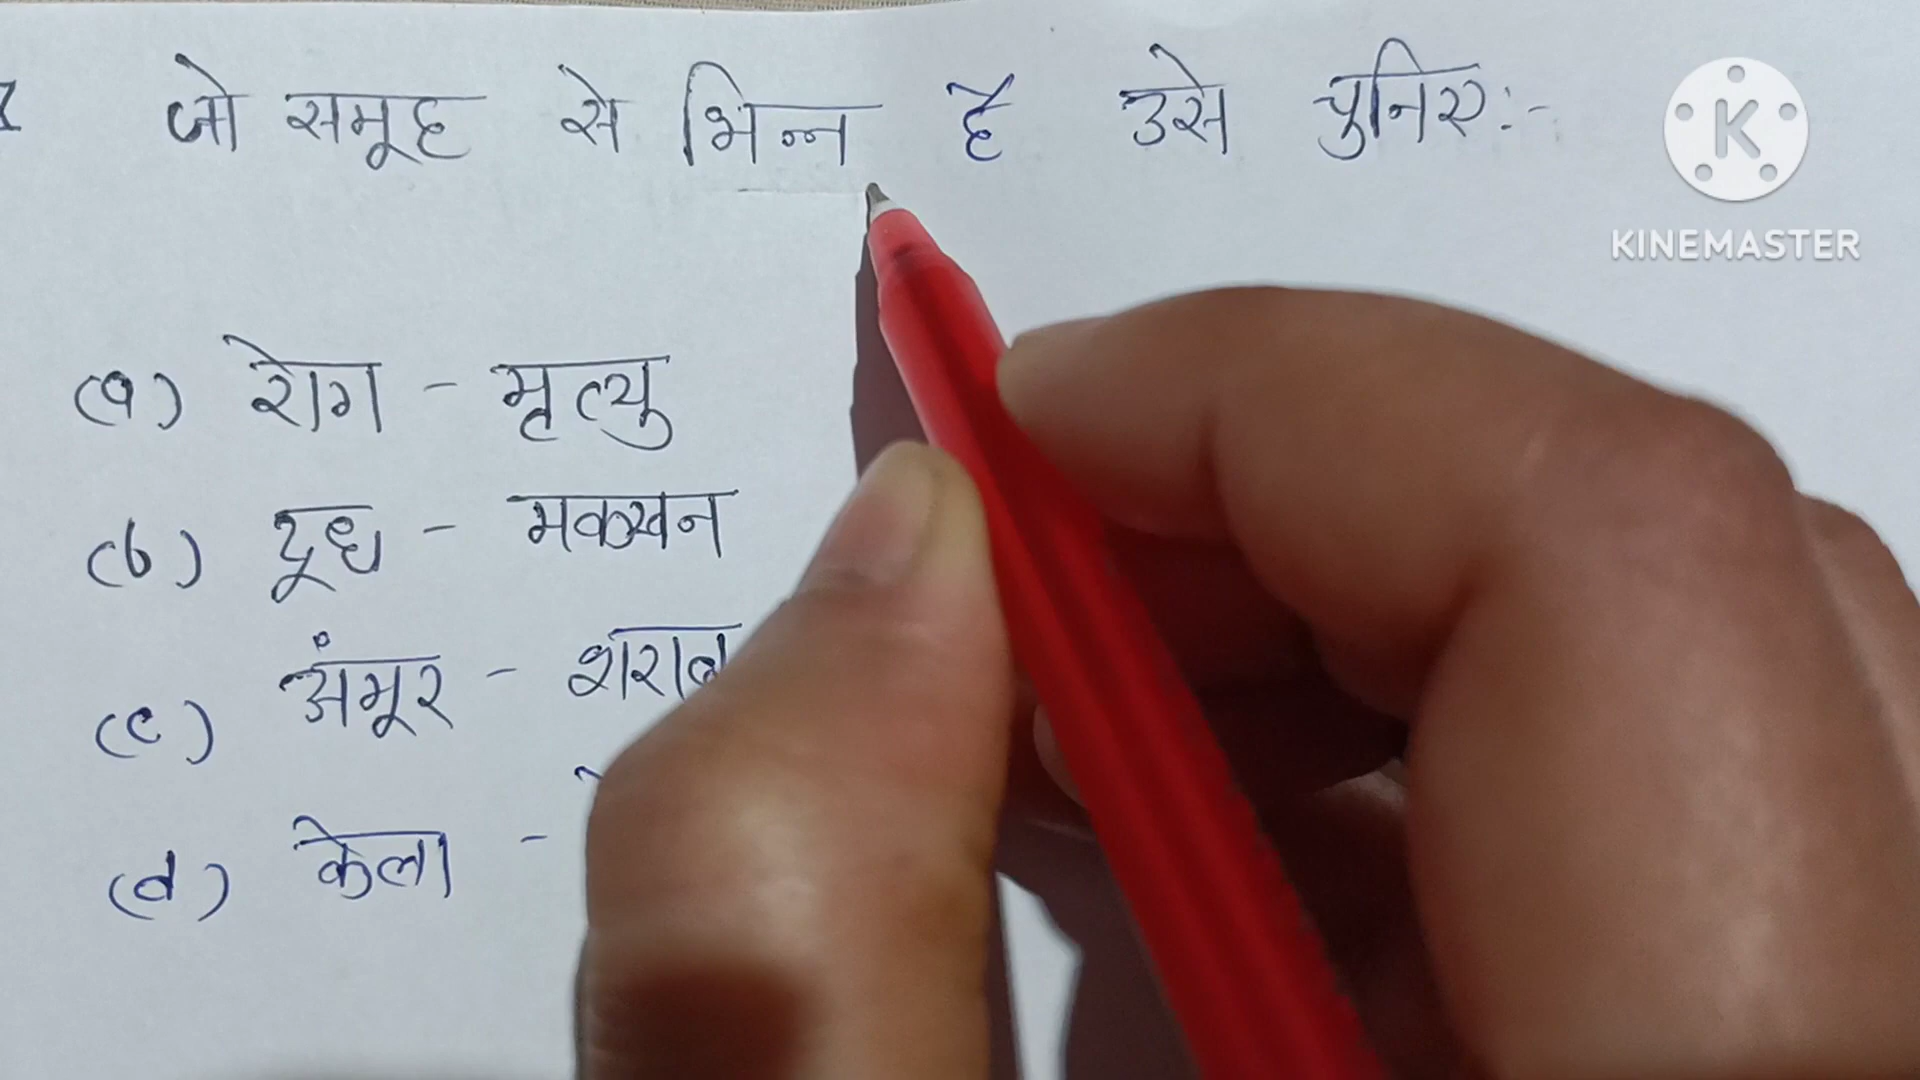 जो समूह से भिन्न है उसे चुनिए:-
KINEMASTER
(a) रोग - मृत्यु
(b) दूध - मक्खन
(c) अंगूर - शराब
(d) केला -